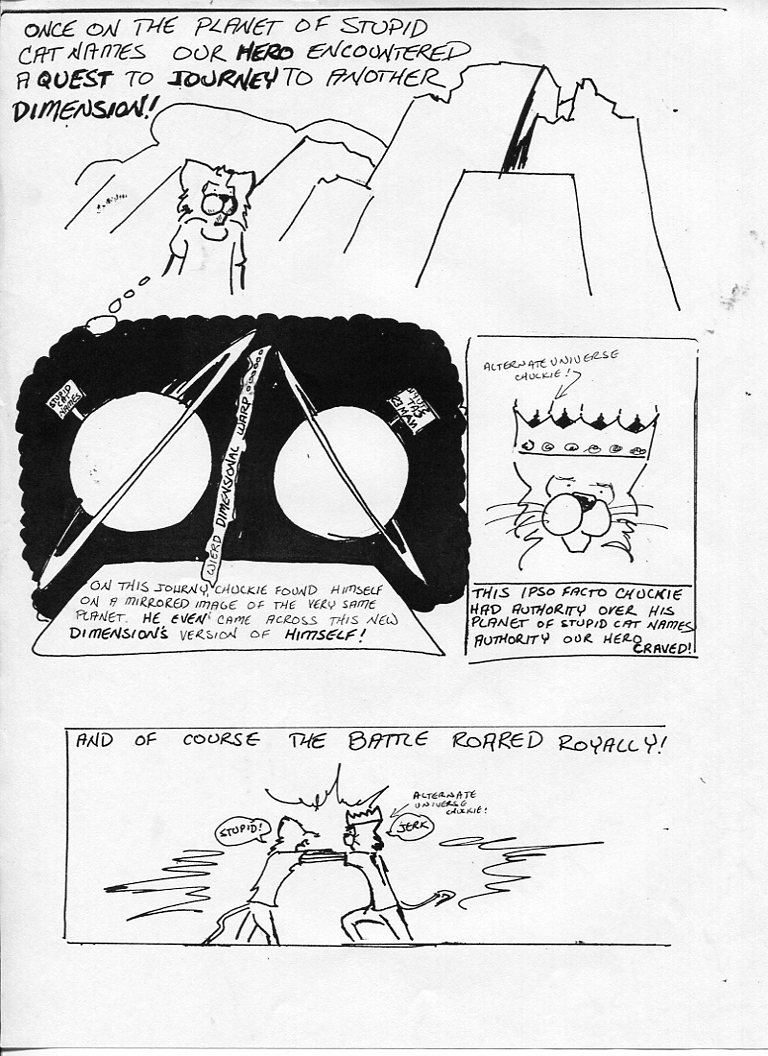 ONCE ON THE PLANET OF STUPID
CAT NAMES OUR HERO ENCOUNTERED
A QUEST TO JOURNEY TO ANOTHER
DIMENSION!
STUPID
CAT
NAMES
WIERD DIMENSIONAL WARP
ON THIS JOURNY, CHUCKIE FOUND HIMSELF
ON A MIRRORED IMAGE OF THE VERY SAME
PLANET. HE EVEN CAME ACROSS THIS NEW
DIMENSION'S VERSION OF HIMSELF!
ALTERNATE UNIVERSE
CHUCKIE!
THIS IPSO FACTO CHUCKIE
HAD AUTHORITY OVER HIS
PLANET OF STUPID CAT NAMES
AUTHORITY OUR HERO
CRAVED!
AND OF COURSE THE BATTLE ROARED ROYALLY!
STUPID!
ALTERNATE
UNIVERSE
CHUCKIE!
JERK